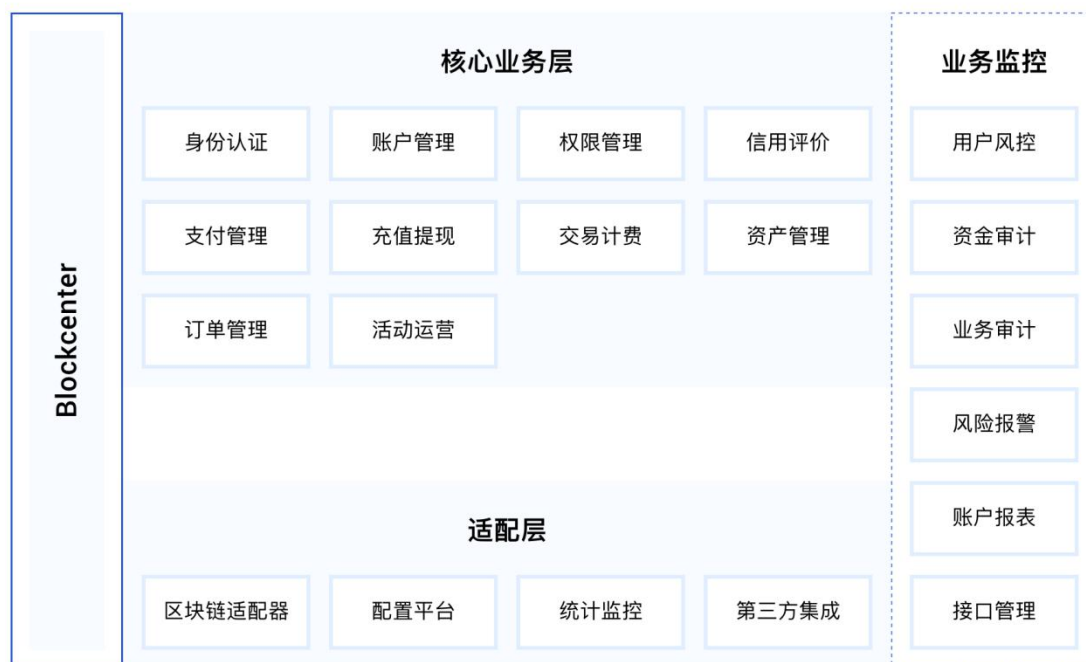 Blockcenter
核心业务层
身份认证
账户管理
权限管理
信用评价
支付管理
充值提现
交易计费
资产管理
订单管理
活动运营
适配层
区块链适配器
配置平台
统计监控
第三方集成
业务监控
用户风控
资金审计
业务审计
风险报警
账户报表
接口管理